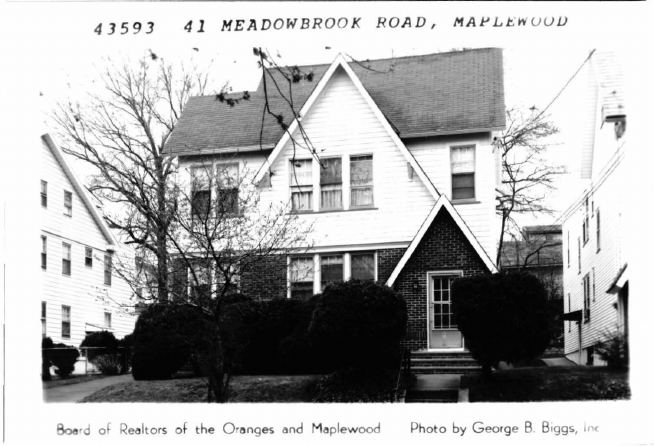 43593 41 MEADOWBROOK ROAD, MAPLEWOOD
Board of Realtors of the Oranges and Maplewood Photo by George B. Biggs, Inc